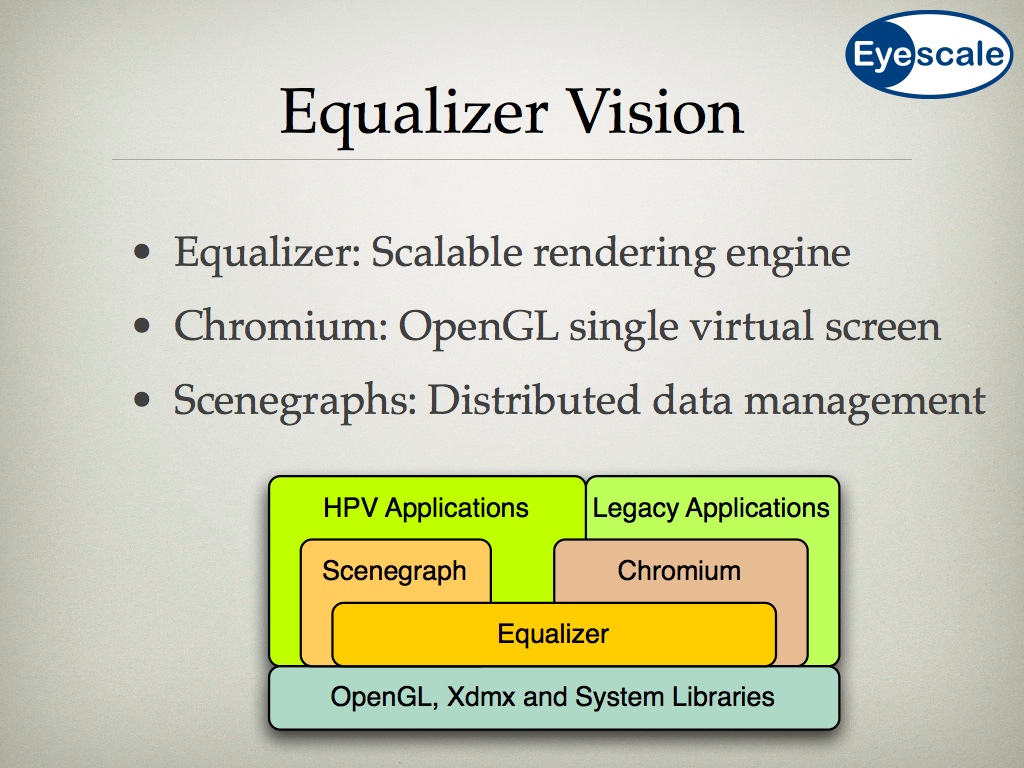 Eyescale
Equalizer Vision
• Equalizer: Scalable rendering engine
• Chromium: OpenGL single virtual screen
• Scenegraphs: Distributed data management
HPV Applications
Legacy Applications
Scenegraph
Chromium
Equalizer
OpenGL, Xdmx and System Libraries